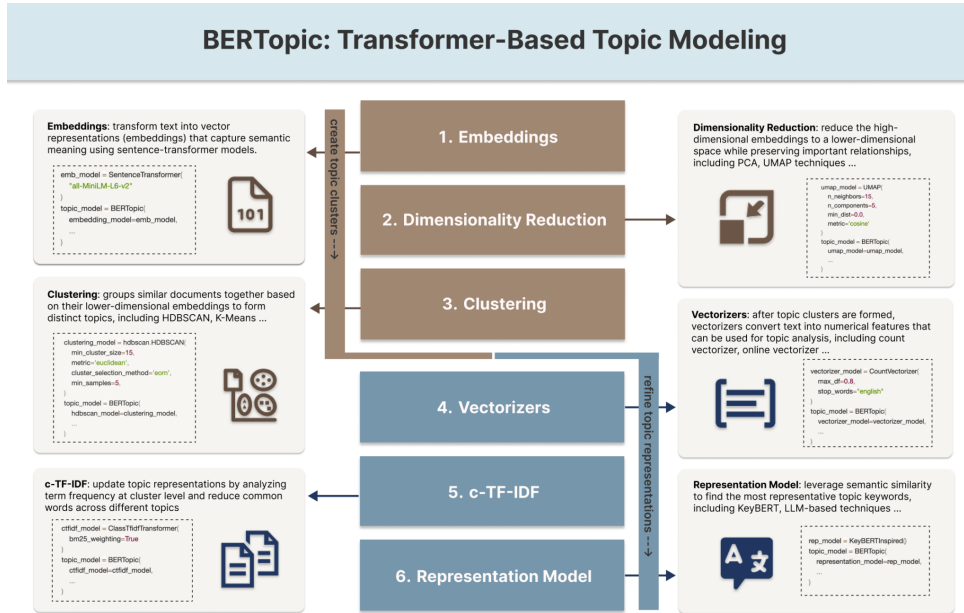 BERTopic: Transformer-Based Topic Modeling
Embeddings: transform text into vector
representations (embeddings) that capture semantic
meaning using sentence-transformer models.
emb_model = SentenceTransformer(
"all-MiniLM-L6-v2"
)
topic_model = BERTopic(
embedding_model=emb_model,
...
)
101
create topic clusters --->
1. Embeddings
2. Dimensionality Reduction
3. Clustering
Dimensionality Reduction: reduce the high-
dimensional embeddings to a lower-dimensional
space while preserving important relationships,
including PCA, UMAP techniques ...
umap_model = UMAP(
n_neighbors=15,
n_components=5,
min_dist=0.0,
metric='cosine'
)
topic_model = BERTopic(
umap_model=umap_model,
...
)
Clustering: groups similar documents together based
on their lower-dimensional embeddings to form
distinct topics, including HDBSCAN, K-Means ...
clustering_model = hdbscan.HDBSCAN(
min_cluster_size=15,
metric='euclidean',
cluster_selection_method='eom',
min_samples=5,
)
topic_model = BERTopic(
hdbscan_model=clustering_model,
...
)
Vectorizers: after topic clusters are formed,
vectorizers convert text into numerical features that
can be used for topic analysis, including count
vectorizer, online vectorizer ...
vectorizer_model = CountVectorizer(
max_df=0.8,
stop_words="english"
)
topic_model = BERTopic(
vectorizer_model=vectorizer_model,
...
)
refine topic representations --->
4. Vectorizers
5. c-TF-IDF
6. Representation Model
c-TF-IDF: update topic representations by analyzing
term frequency at cluster level and reduce common
words across different topics
ctfidf_model = ClassTfidfTransformer(
bm25_weighting=True
)
topic_model = BERTopic(
ctfidf_model=ctfidf_model,
...
)
Representation Model: leverage semantic similarity
to find the most representative topic keywords,
including KeyBERT, LLM-based techniques ...
A 文
rep_model = KeyBERTInspired()
topic_model = BERTopic(
representation_model=rep_model,
...
)